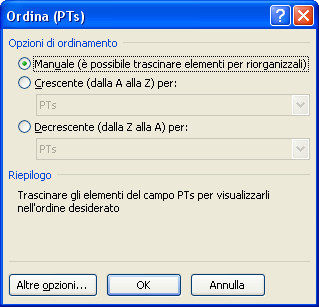 Ordina (PTs)
Opzioni di ordinamento
Manuale (è possibile trascinare elementi per riorganizzali)
Crescente (dalla A alla Z) per:
PTs
Decrescente (dalla Z alla A) per:
PTs
Riepilogo
Trascinare gli elementi del campo PTs per visualizzarli
nell'ordine desiderato
Altre opzioni... OK Annulla